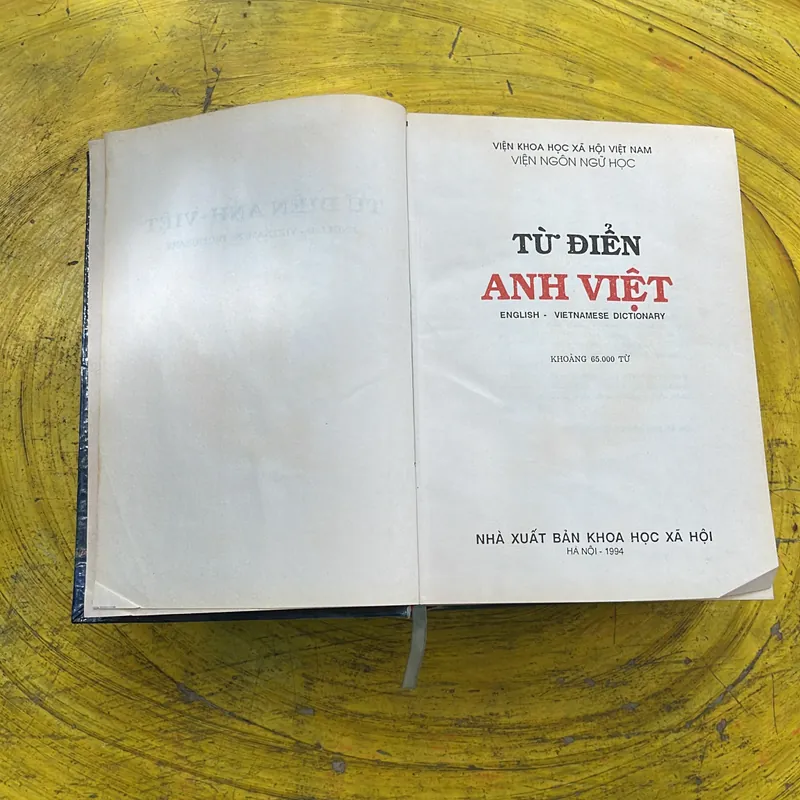 VIỆN KHOA HỌC XÃ HỘI VIỆT NAM
VIỆN NGÔN NGỮ HỌC
TỪ ĐIỂN
ANH VIỆT
ENGLISH - VIETNAMESE DICTIONARY
KHOẢNG 65.000 TỪ
NHÀ XUẤT BẢN KHOA HỌC XÃ HỘI
HÀ NỘI - 1994